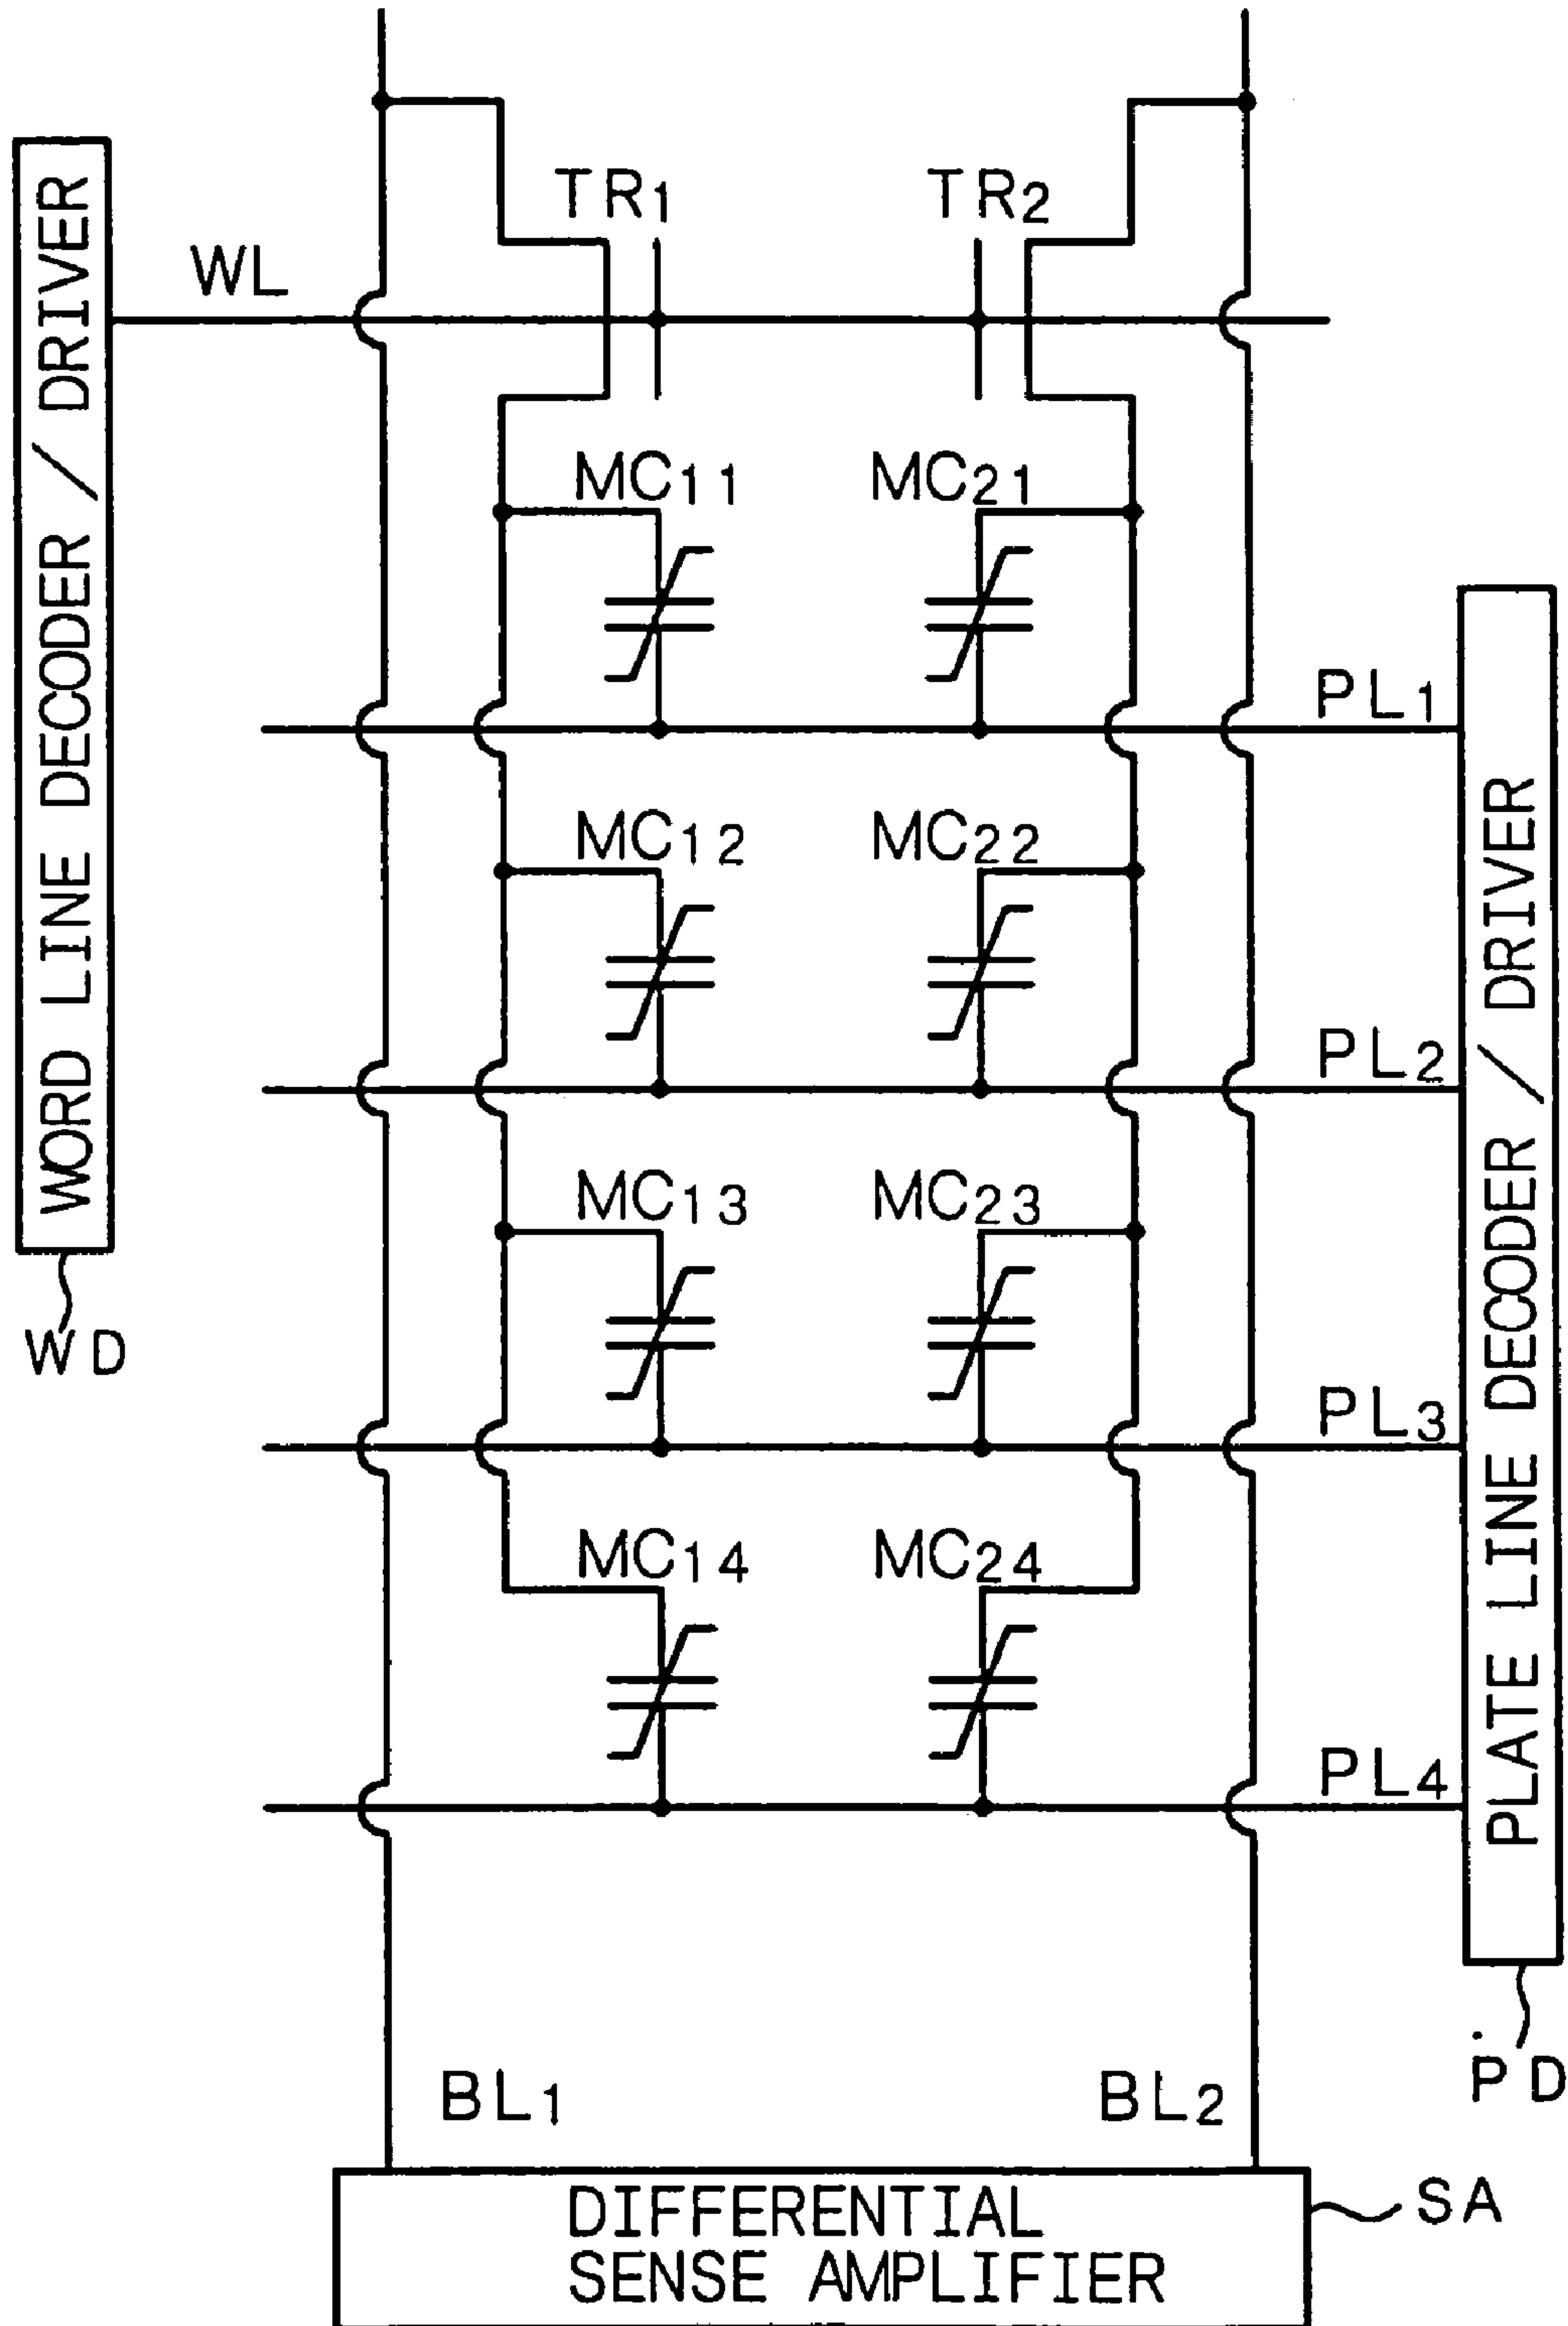 TR1 TR2
WL
WORD LINE DECODER / DRIVER
WD
MC11 MC21
PL1
MC12 MC22
PL2
MC13 MC23
PL3
MC14 MC24
PL4
PLATE LINE DECODER / DRIVER
PD
BL1 BL2
DIFFERENTIAL
SENSE AMPLIFIER
SA